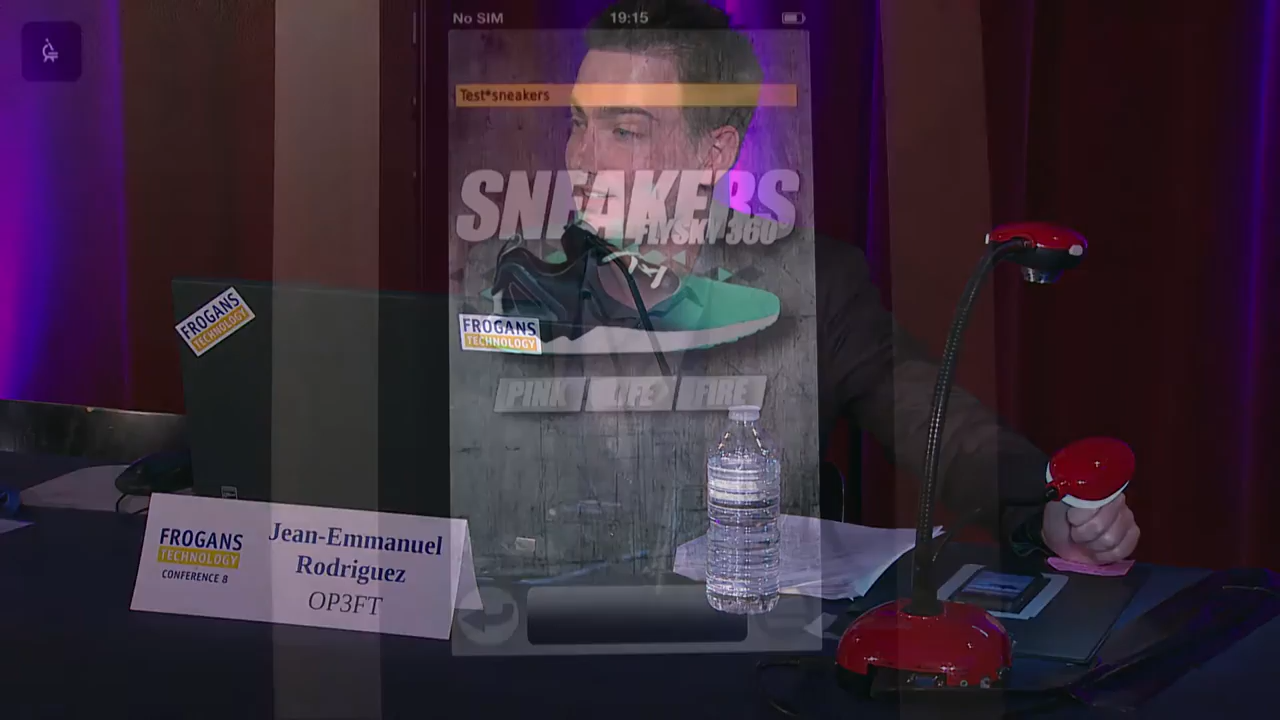 No SIM
19:15
Test*sneakers
SNEAKERS
FLYSKY 360°
FROGANS
TECHNOLOGY
FROGANS
TECHNOLOGY
PINK
LIFE
FIRE
FROGANS
TECHNOLOGY
CONFERENCE 8
Jean-Emmanuel
Rodriguez
OP3FT